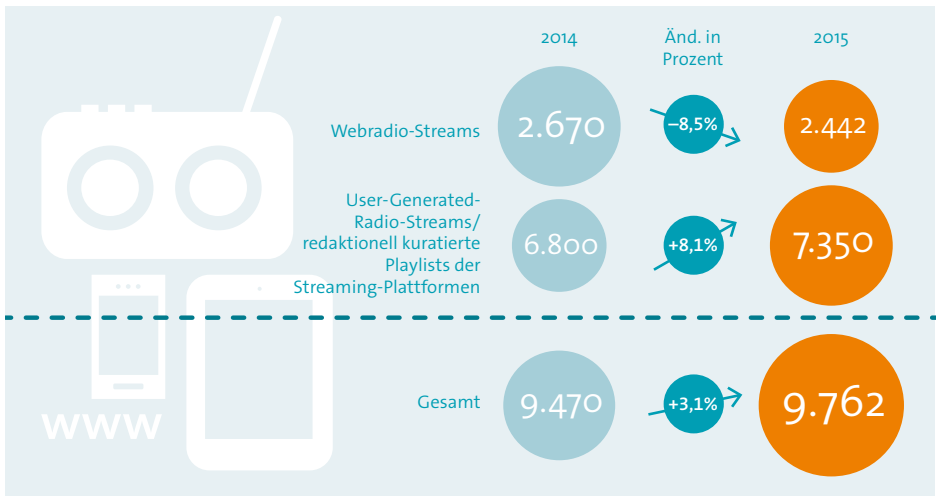 2014
Änd. in
Prozent
2015
Webradio-Streams
2.670
–8,5%
2.442
User-Generated-
Radio-Streams/
redaktionell kuratierte
Playlists der
Streaming-Plattformen
6.800
+8,1%
7.350
Gesamt
9.470
+3,1%
9.762
www